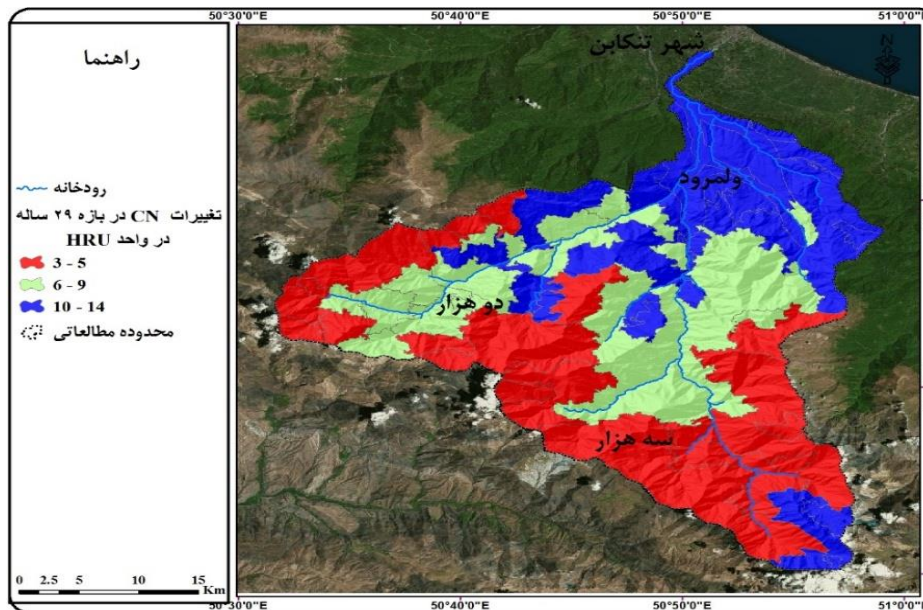 50°30'0"E
50°40'0"E
50°50'0"E
51°0'0"E
راهنما
رودخانه
تغییرات CN در بازه ۲۹ ساله
در واحد HRU
3 - 5
6 - 9
10 - 14
محدوده مطالعاتی
0 2.5 5 10 15
Km
شهر تنکابن
N
ولمرود
دو هزار
سه هزار
50°30'0"E
50°40'0"E
50°50'0"E
51°0'0"E